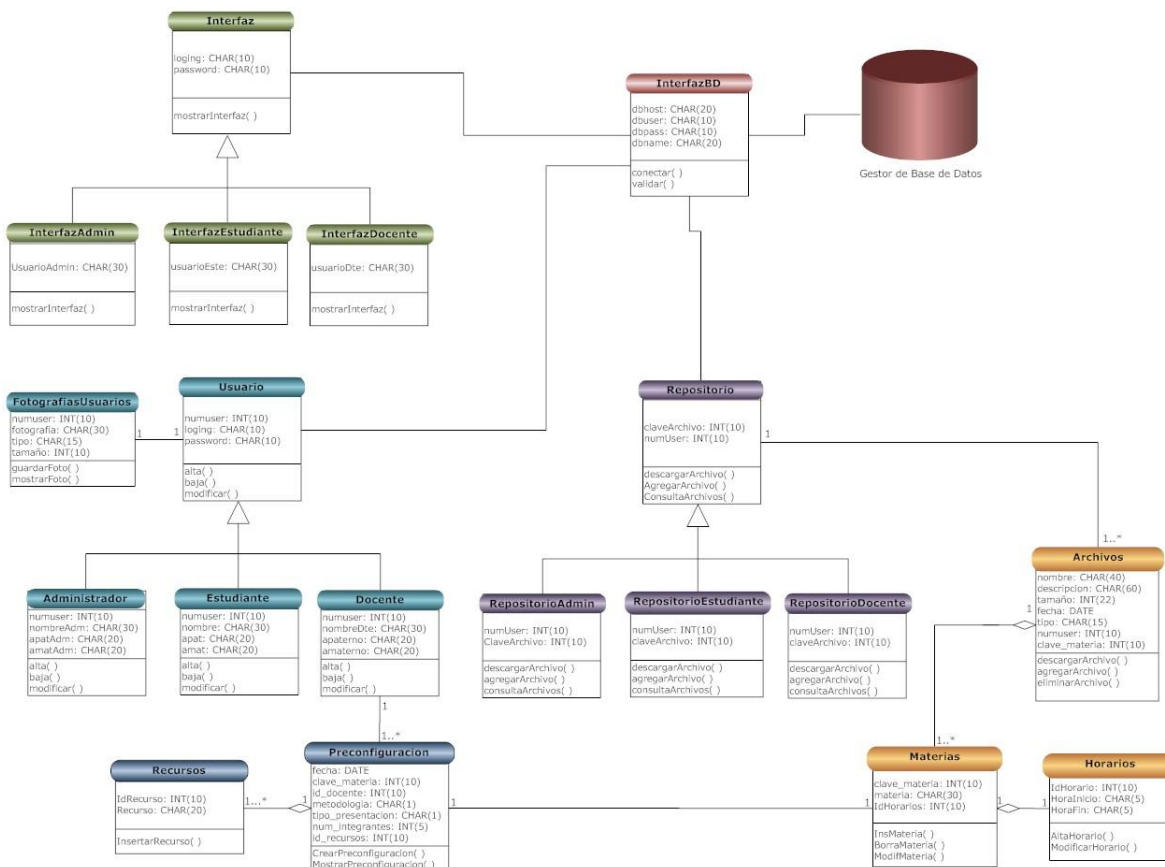 Interfaz
loging: CHAR(10)
password: CHAR(10)
mostrarInterfaz( )
InterfazBD
dbhost: CHAR(20)
dbuser: CHAR(10)
dbpass: CHAR(10)
dbname: CHAR(20)
conectar( )
validar( )
Gestor de Base de Datos
InterfazAdmin
UsuarioAdmin: CHAR(30)
mostrarInterfaz( )
InterfazEstudiante
usuarioEste: CHAR(30)
mostrarInterfaz( )
InterfazDocente
usuarioDte: CHAR(30)
mostrarInterfaz( )
FotografiasUsuarios
numuser: INT(10)
fotografia: CHAR(30)
tipo: CHAR(15)
tamaño: INT(10)
guardarFoto( )
mostrarFoto( )
1
1
Usuario
numuser: INT(10)
loging: CHAR(10)
password: CHAR(10)
alta( )
baja( )
modificar( )
Repositorio
claveArchivo: INT(10)
numUser: INT(10)
descargarArchivo( )
AgregarArchivo( )
ConsultaArchivos( )
1
1..*
Administrador
numuser: INT(10)
nombreAdm: CHAR(30)
apatAdm: CHAR(20)
amatAdm: CHAR(20)
alta( )
baja( )
modificar( )
Estudiante
numuser: INT(10)
nombre: CHAR(30)
apat: CHAR(20)
amat: CHAR(20)
alta( )
baja( )
modificar( )
Docente
numuser: INT(10)
nombreDte: CHAR(30)
apaterno: CHAR(20)
amaterno: CHAR(20)
alta( )
baja( )
modificar( )
1
1..*
RepositorioAdmin
numUser: INT(10)
ClaveArchivo: INT(10)
descargarArchivo( )
agregarArchivo( )
consultaArchivos( )
RepositorioEstudiante
numUser: INT(10)
claveArchivo: INT(10)
descargarArchivo( )
agregarArchivo( )
consultaArchivos( )
RepositorioDocente
numUser: INT(10)
claveArchivo: INT(10)
descargarArchivo( )
agregarArchivo( )
consultaArchivos( )
Archivos
nombre: CHAR(40)
descripcion: CHAR(60)
tamaño: INT(22)
fecha: DATE
tipo: CHAR(15)
numuser: INT(10)
clave_materia: INT(10)
descargarArchivo( )
agregarArchivo( )
eliminarArchivo( )
1
1..*
Recursos
IdRecurso: INT(10)
Recurso: CHAR(20)
InsertarRecurso( )
1...*
1
Preconfiguracion
fecha: DATE
clave_materia: INT(10)
id_docente: INT(10)
metodologia: CHAR(1)
tipo_presentacion: CHAR(1)
num_integrantes: INT(5)
id_recursos: INT(10)
CrearPreconfiguracion( )
MostrarPreconfiguracion( )
1
1
Materias
clave_materia: INT(10)
materia: CHAR(30)
IdHorarios: INT(10)
InsMateria( )
BorraMateria( )
ModifMateria( )
1
1
Horarios
IdHorario: INT(10)
HoraInicio: CHAR(5)
HoraFin: CHAR(5)
AltaHorario( )
ModificarHorario( )